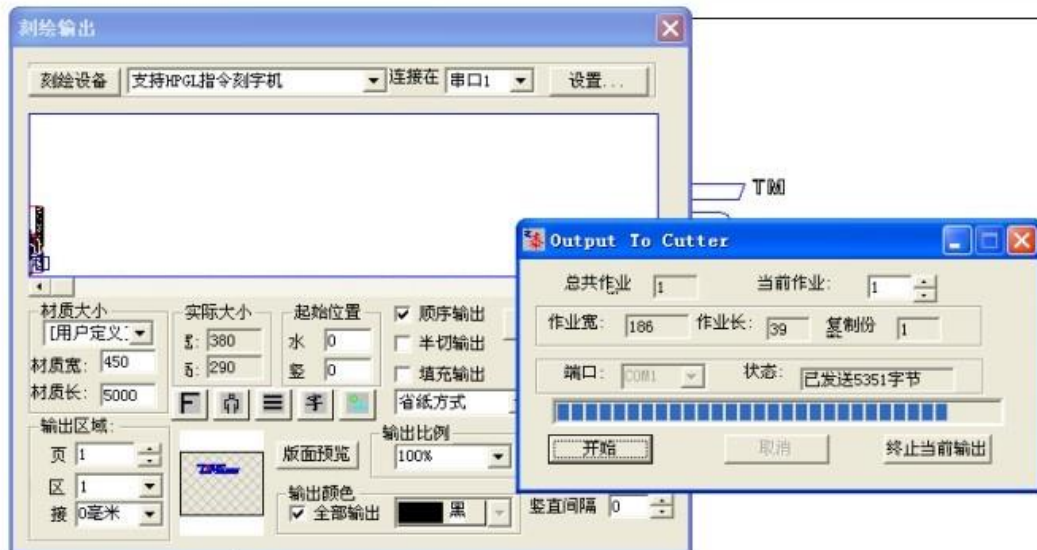 刻绘输出
刻绘设备 支持HPGL指令刻字机 连接在 串口1 设置...
TM
Output To Cutter
总共作业 1 当前作业: 1
作业宽: 186 作业长: 39 复制份 1
端口: COM1 状态: 已发送5351字节
开始 取消 终止当前输出
材质大小 实际大小 起始位置 顺序输出
[用户定义. 380 水 0 半切输出
材质宽: 450 290 竖 0 填充输出
材质长: 5000 省纸方式
输出区域:
页 1 版面预览 输出比例
100%
区 1 输出颜色
接 0毫米 全部输出 黑 竖直间隔 0